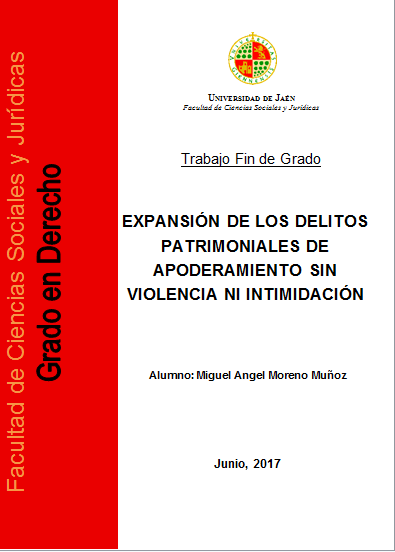 Facultad de Ciencias Sociales y Jurídicas
Grado en Derecho
UNIVERSIDAD DE JAÉN
Facultad de Ciencias Sociales y Jurídicas
Trabajo Fin de Grado
EXPANSIÓN DE LOS DELITOS
PATRIMONIALES DE
APODERAMIENTO SIN
VIOLENCIA NI INTIMIDACIÓN
Alumno: Miguel Angel Moreno Muñoz
Junio, 2017